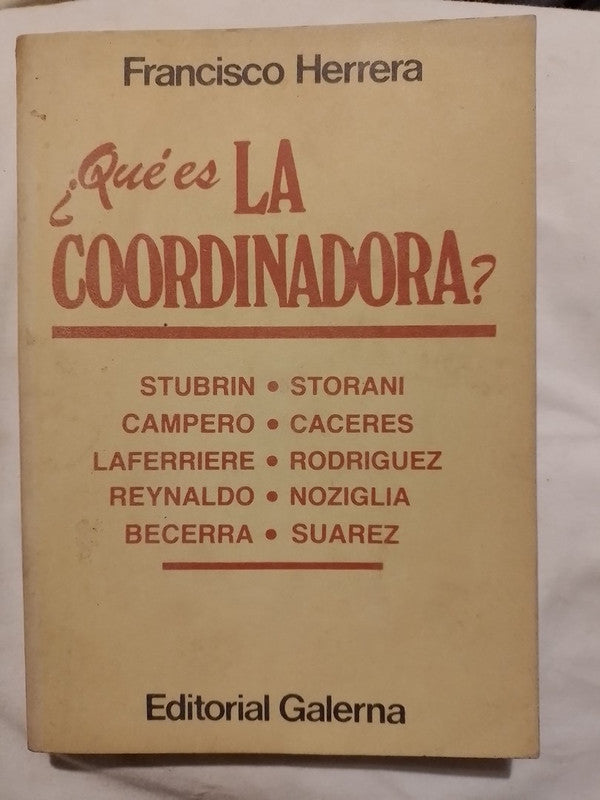 Francisco Herrera
¿Qué es LA
COORDINADORA?
STUBRIN • STORANI
CAMPERO • CACERES
LAFERRIERE • RODRIGUEZ
REYNALDO • NOZIGLIA
BECERRA • SUAREZ
Editorial Galerna